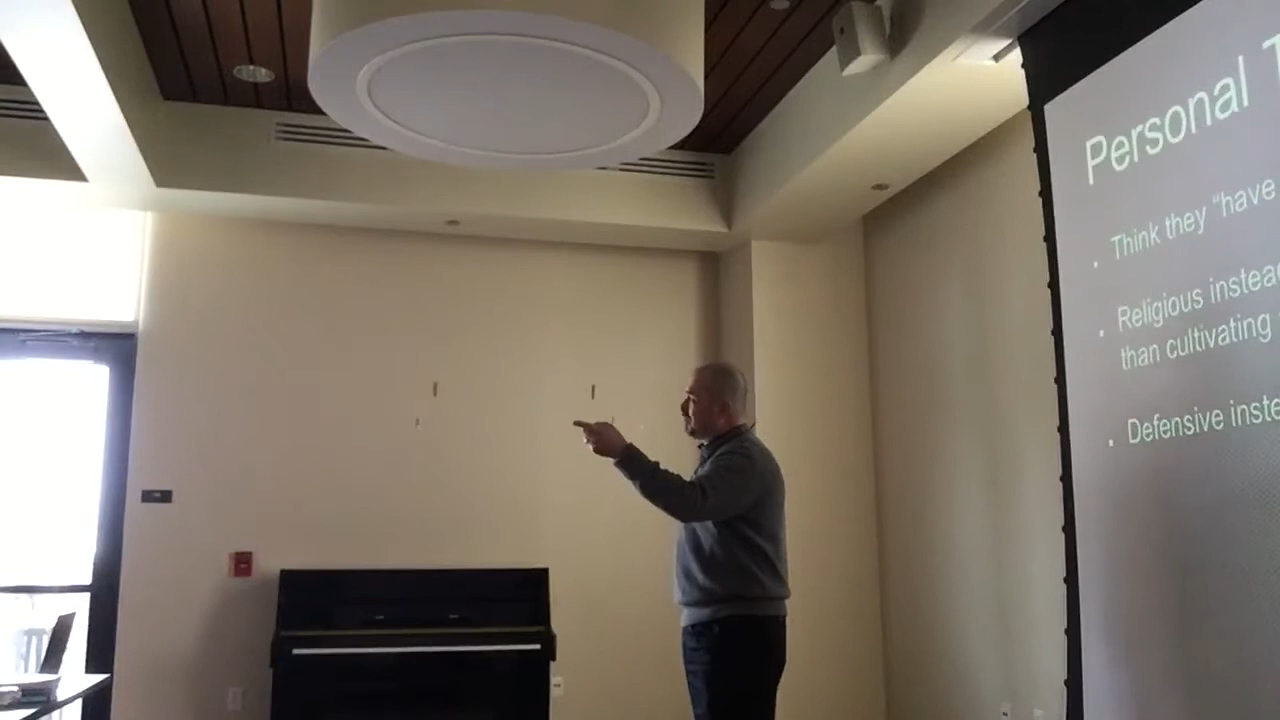 Personal
Think they “have
Religious instead
than cultivating
Defensive inste